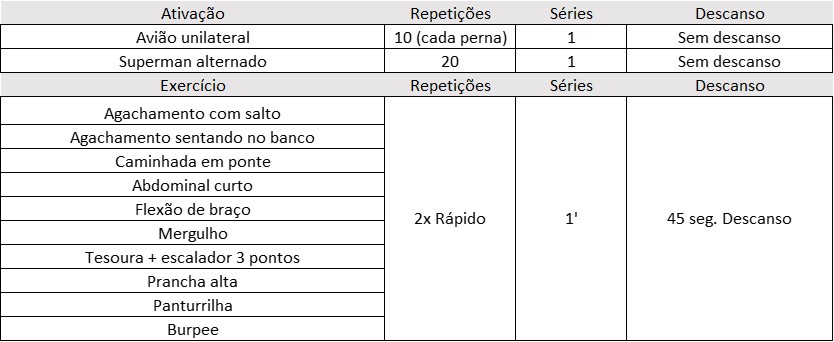 Ativação Repetições Séries Descanso
Avião unilateral 10 (cada perna) 1 Sem descanso
Superman alternado 20 1 Sem descanso
Exercício Repetições Séries Descanso
Agachamento com salto
Agachamento sentando no banco
Caminhada em ponte
Abdominal curto
Flexão de braço
2x Rápido 1' 45 seg. Descanso
Mergulho
Tesoura + escalador 3 pontos
Prancha alta
Panturrilha
Burpee